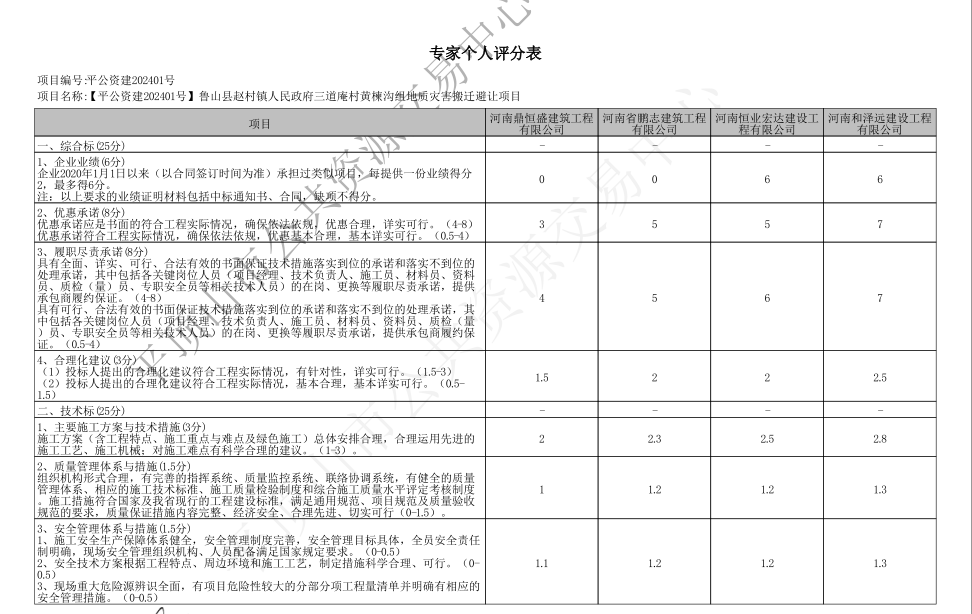 专家个人评分表
项目编号:平公资建202401号
项目名称:【平公资建202401号】鲁山县赵村镇人民政府三道庵村黄楝沟组地质灾害搬迁避让项目
项目
河南鼎恒盛建筑工程
有限公司
河南省鹏志建筑工程
有限公司
河南恒业宏达建设工
程有限公司
河南和泽远建设工程
有限公司
一、综合标(25分)
-
-
-
-
1、企业业绩(6分)
企业2020年1月1日以来（以合同签订时间为准）承担过类似项目，每提供一份业绩得分
2，最多得6分。
注：以上要求的业绩证明材料包括中标通知书、合同，缺项不得分。
0
0
6
6
2、优惠承诺(8分)
优惠承诺应是书面的符合工程实际情况，确保依法依规，优惠合理，详实可行。（4-8）
优惠承诺符合工程实际情况，确保依法依规，优惠基本合理，基本详实可行。（0.5-4）
3
5
5
7
3、履职尽责承诺(8分)
具有全面、详实、可行、合法有效的书面保证技术措施落实到位的承诺和落实不到位的
处理承诺，其中包括各关键岗位人员（项目经理、技术负责人、施工员、材料员、资料
员、质检（量）员、专职安全员等相关技术人员）的在岗、更换等履职尽责承诺，提供
承包商履约保证。（4-8）
具有可行、合法有效的书面保证技术措施落实到位的承诺和落实不到位的处理承诺，其
中包括各关键岗位人员（项目经理、技术负责人、施工员、材料员、资料员、质检（量
）员、专职安全员等相关技术人员）的在岗、更换等履职尽责承诺，提供承包商履约保
证。（0.5-4）
4
5
6
7
4、合理化建议(3分)
（1）投标人提出的合理化建议符合工程实际情况，有针对性，详实可行。（1.5-3）
（2）投标人提出的合理化建议符合工程实际情况，基本合理，基本详实可行。（0.5-
1.5）
1.5
2
2
2.5
二、技术标(25分)
-
-
-
-
1、主要施工方案与技术措施(3分)
施工方案（含工程特点、施工重点与难点及绿色施工）总体安排合理，合理运用先进的
施工工艺、施工机械；对施工难点有科学合理的建议。（1-3）。
2
2.3
2.5
2.8
2、质量管理体系与措施(1.5分)
组织机构形式合理，有完善的指挥系统、质量监控系统、联络协调系统，有健全的质量
管理体系、相应的施工技术标准、施工质量检验制度和综合施工质量水平评定考核制度
。施工措施符合国家及我省现行的工程建设标准，满足通用规范、项目规范及质量验收
规范的要求，质量保证措施内容完整、经济安全、合理先进、切实可行（0-1.5）。
1
1.2
1.2
1.3
3、安全管理体系与措施(1.5分)
1、施工安全生产保障体系健全，安全管理制度完善，安全管理目标具体，全员安全责任
制明确，现场安全管理组织机构、人员配备满足国家规定要求。（0-0.5）
2、安全技术方案根据工程特点、周边环境和施工工艺，制定措施科学合理、可行。（0-
0.5）
3、现场重大危险源辨识全面，有项目危险性较大的分部分项工程量清单并明确有相应的
安全管理措施。（0-0.5）
1.1
1.2
1.2
1.3
平顶山市公共资源交易中心
平顶山市公共资源交易中心